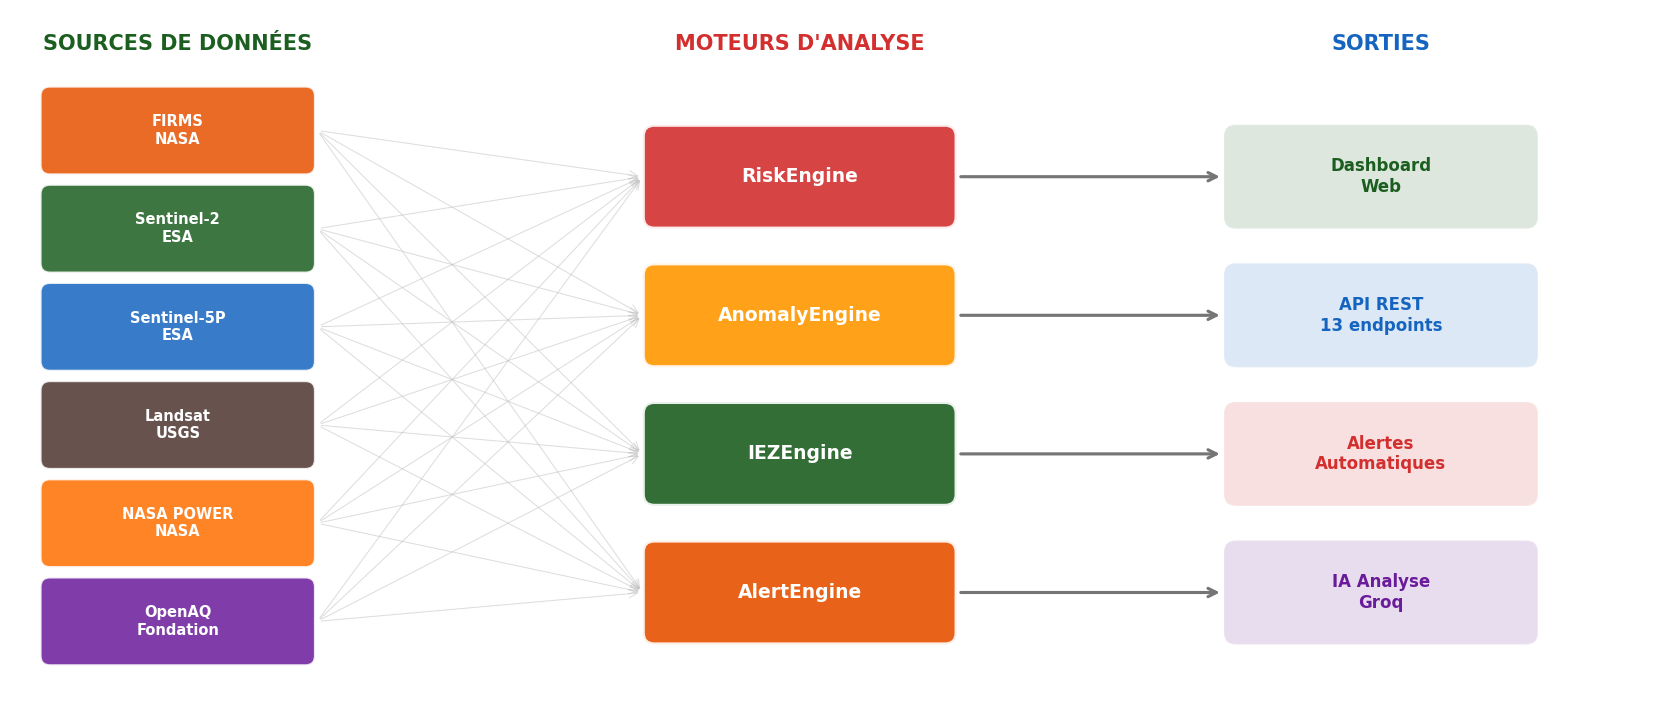 SOURCES DE DONNÉES
FIRMS
NASA
Sentinel-2
ESA
Sentinel-5P
ESA
Landsat
USGS
NASA POWER
NASA
OpenAQ
Fondation
MOTEURS D'ANALYSE
RiskEngine
AnomalyEngine
IEZEngine
AlertEngine
SORTIES
Dashboard
Web
API REST
13 endpoints
Alertes
Automatiques
IA Analyse
Groq